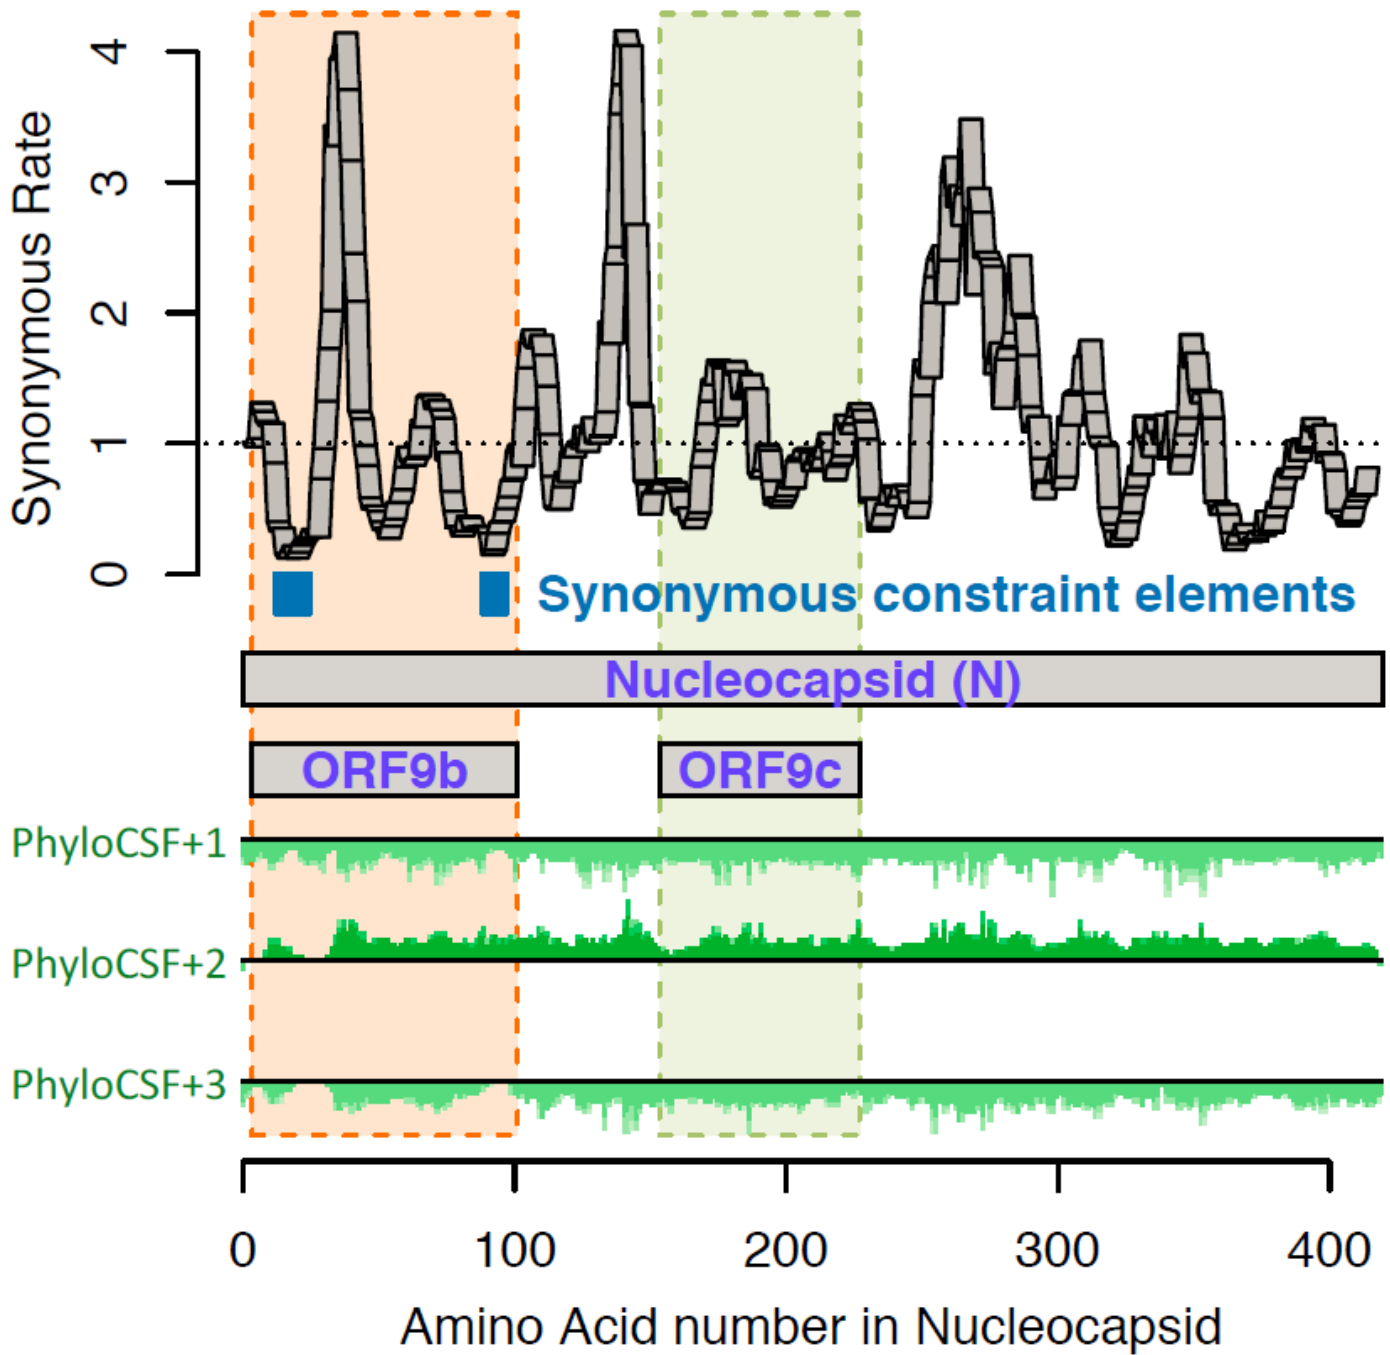 Synonymous Rate
4
3
2
1
0
Synonymous constraint elements
Nucleocapsid (N)
ORF9b
ORF9c
PhyloCSF+1
PhyloCSF+2
PhyloCSF+3
0
100
200
300
400
Amino Acid number in Nucleocapsid